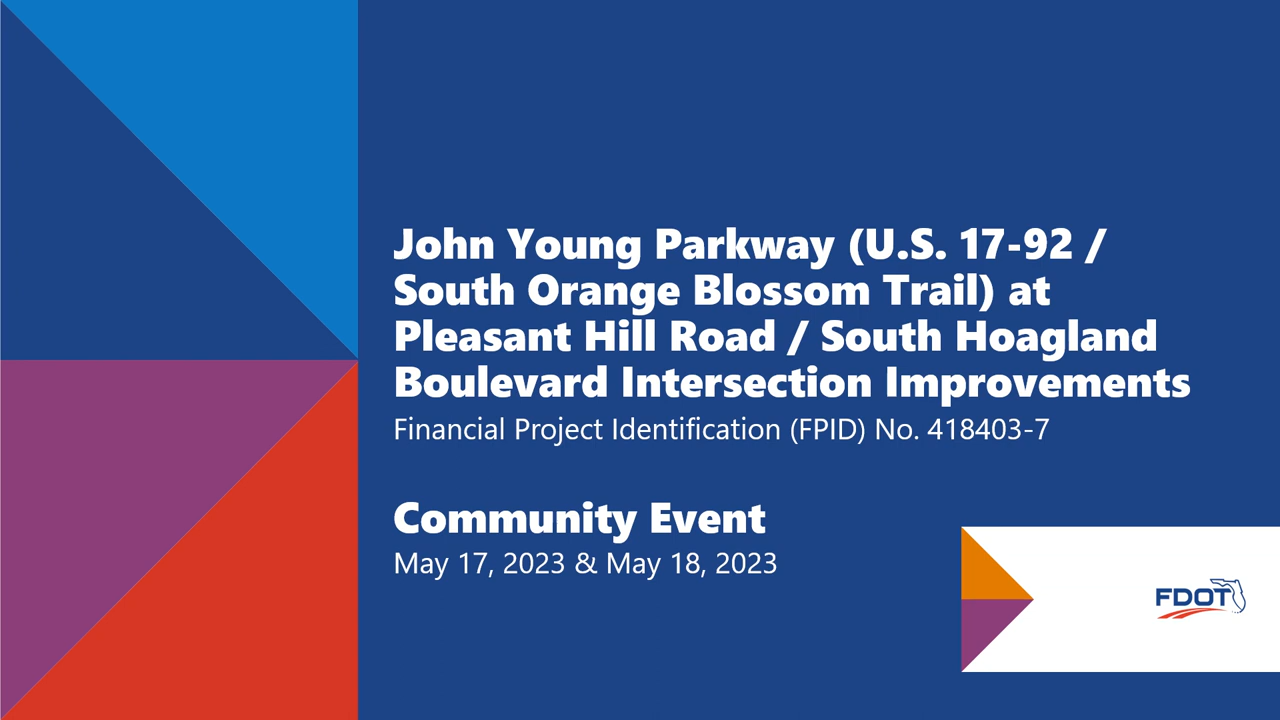 John Young Parkway (U.S. 17-92 /
South Orange Blossom Trail) at
Pleasant Hill Road / South Hoagland
Boulevard Intersection Improvements
Financial Project Identification (FPID) No. 418403-7
Community Event
May 17, 2023 & May 18, 2023
FDOT